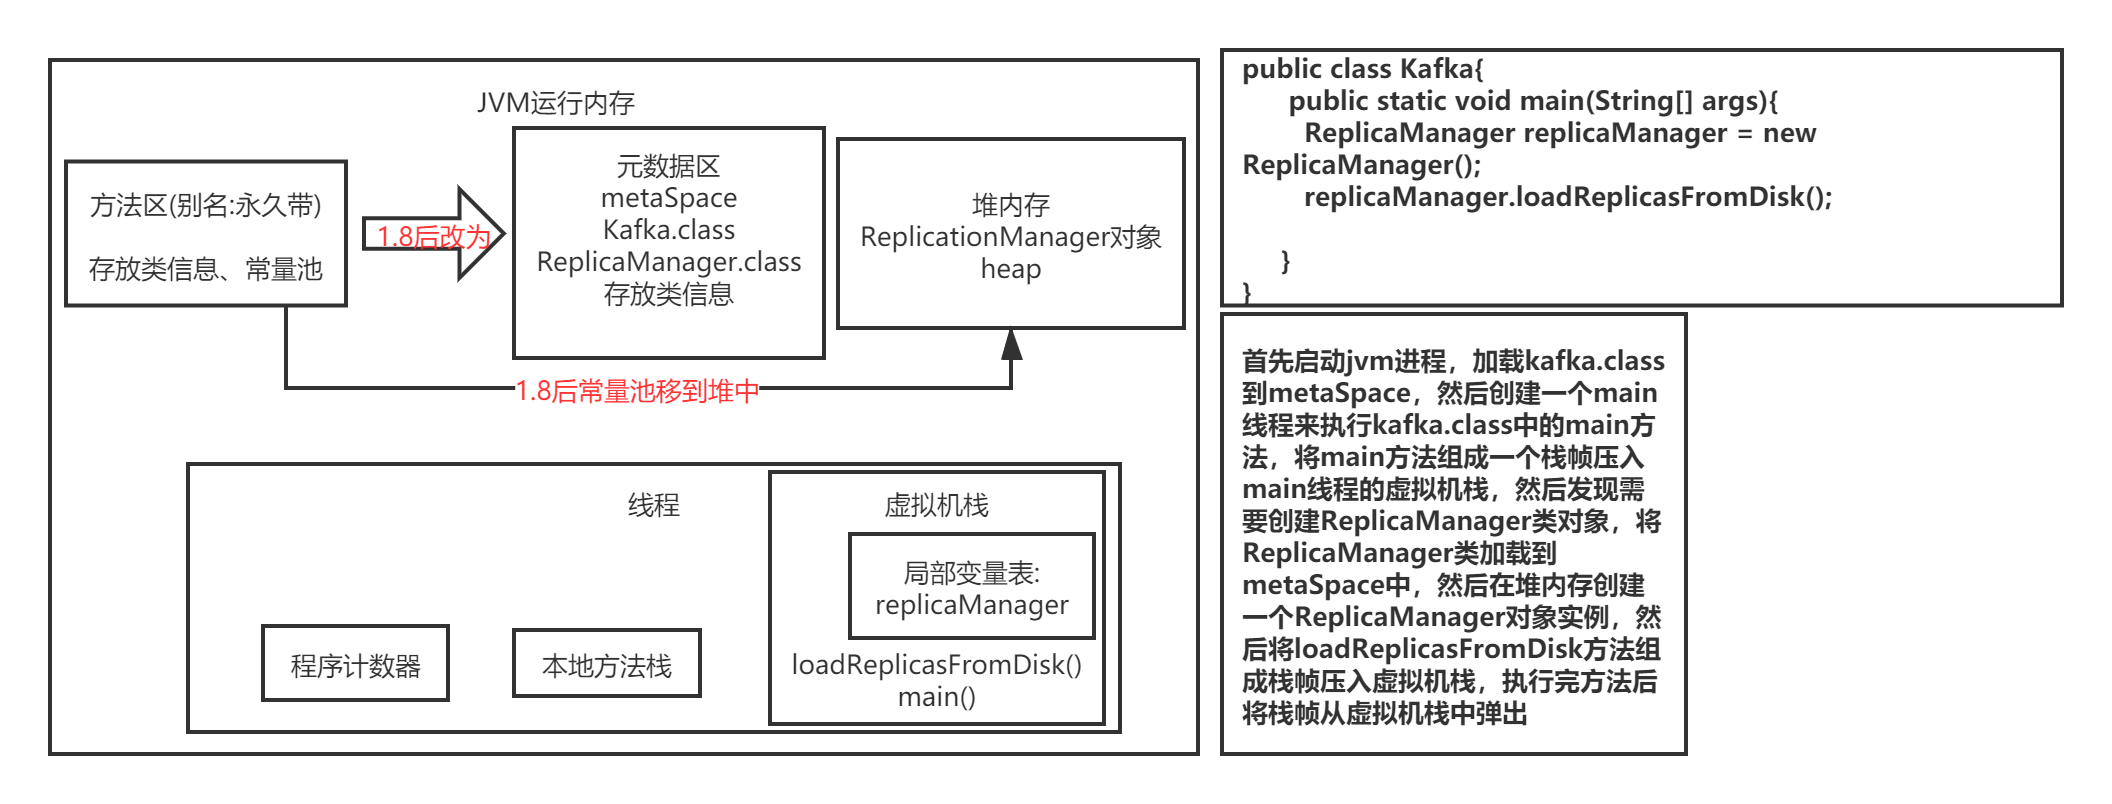 JVM运行内存
方法区(别名:永久带)
存放类信息、常量池
1.8后改为
元数据区
metaSpace
Kafka.class
ReplicaManager.class
存放类信息
堆内存
ReplicationManager对象
heap
1.8后常量池移到堆中
线程
程序计数器
本地方法栈
虚拟机栈
局部变量表:
replicaManager
loadReplicasFromDisk()
main()
public class Kafka{
public static void main(String[] args){
ReplicaManager replicaManager = new
ReplicaManager();
replicaManager.loadReplicasFromDisk();
}
}
首先启动jvm进程，加载kafka.class
到metaSpace，然后创建一个main
线程来执行kafka.class中的main方
法，将main方法组成一个栈帧压入
main线程的虚拟机栈，然后发现需
要创建ReplicaManager类对象，将
ReplicaManager类加载到
metaSpace中，然后在堆内存创建
一个ReplicaManager对象实例，然
后将loadReplicasFromDisk方法组
成栈帧压入虚拟机栈，执行完方法后
将栈帧从虚拟机栈中弹出